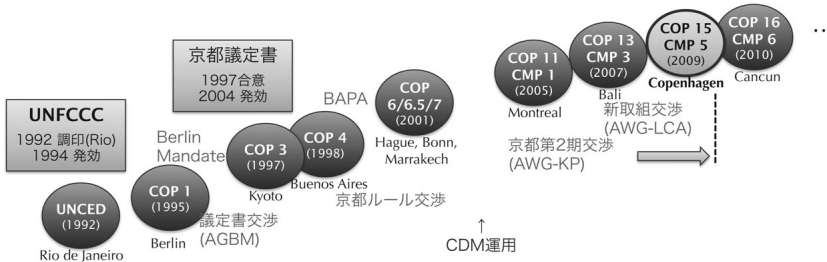 UNFCCC
1992 調印(Rio)
1994 発効
UNCED
(1992)
Rio de Janeiro
COP 1
(1995)
Berlin
Berlin
Mandate
議定書交渉
(AGBM)
京都議定書
1997合意
2004 発効
COP 3
(1997)
Kyoto
COP 4
(1998)
Buenos Aires
BAPA
京都ルール交渉
COP
6/6.5/7
(2001)
Hague, Bonn,
Marrakech
↑
CDM運用
COP 11
CMP 1
(2005)
Montreal
京都第2期交渉
(AWG-KP)
COP 13
CMP 3
(2007)
Bali
新取組交渉
(AWG-LCA)
COP 15
CMP 5
(2009)
Copenhagen
COP 16
CMP 6
(2010)
Cancun
..